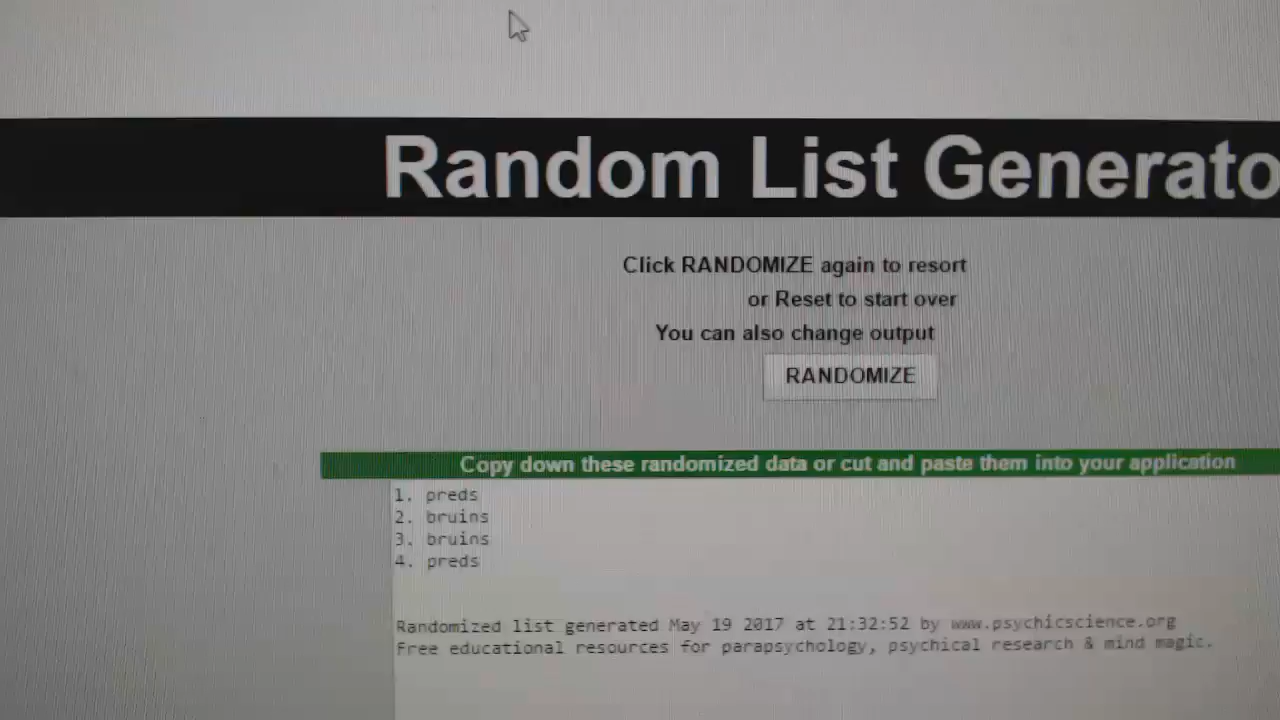 Random List Generato
Click RANDOMIZE again to resort
or Reset to start over
You can also change output
RANDOMIZE
Copy down these randomized data or cut and paste them into your application
1. preds
2. bruins
3. bruins
4. preds
Randomized list generated May 19 2017 at 21:32:52 by www.psychicscience.org
Free educational resources for parapsychology, psychical research & mind magic.